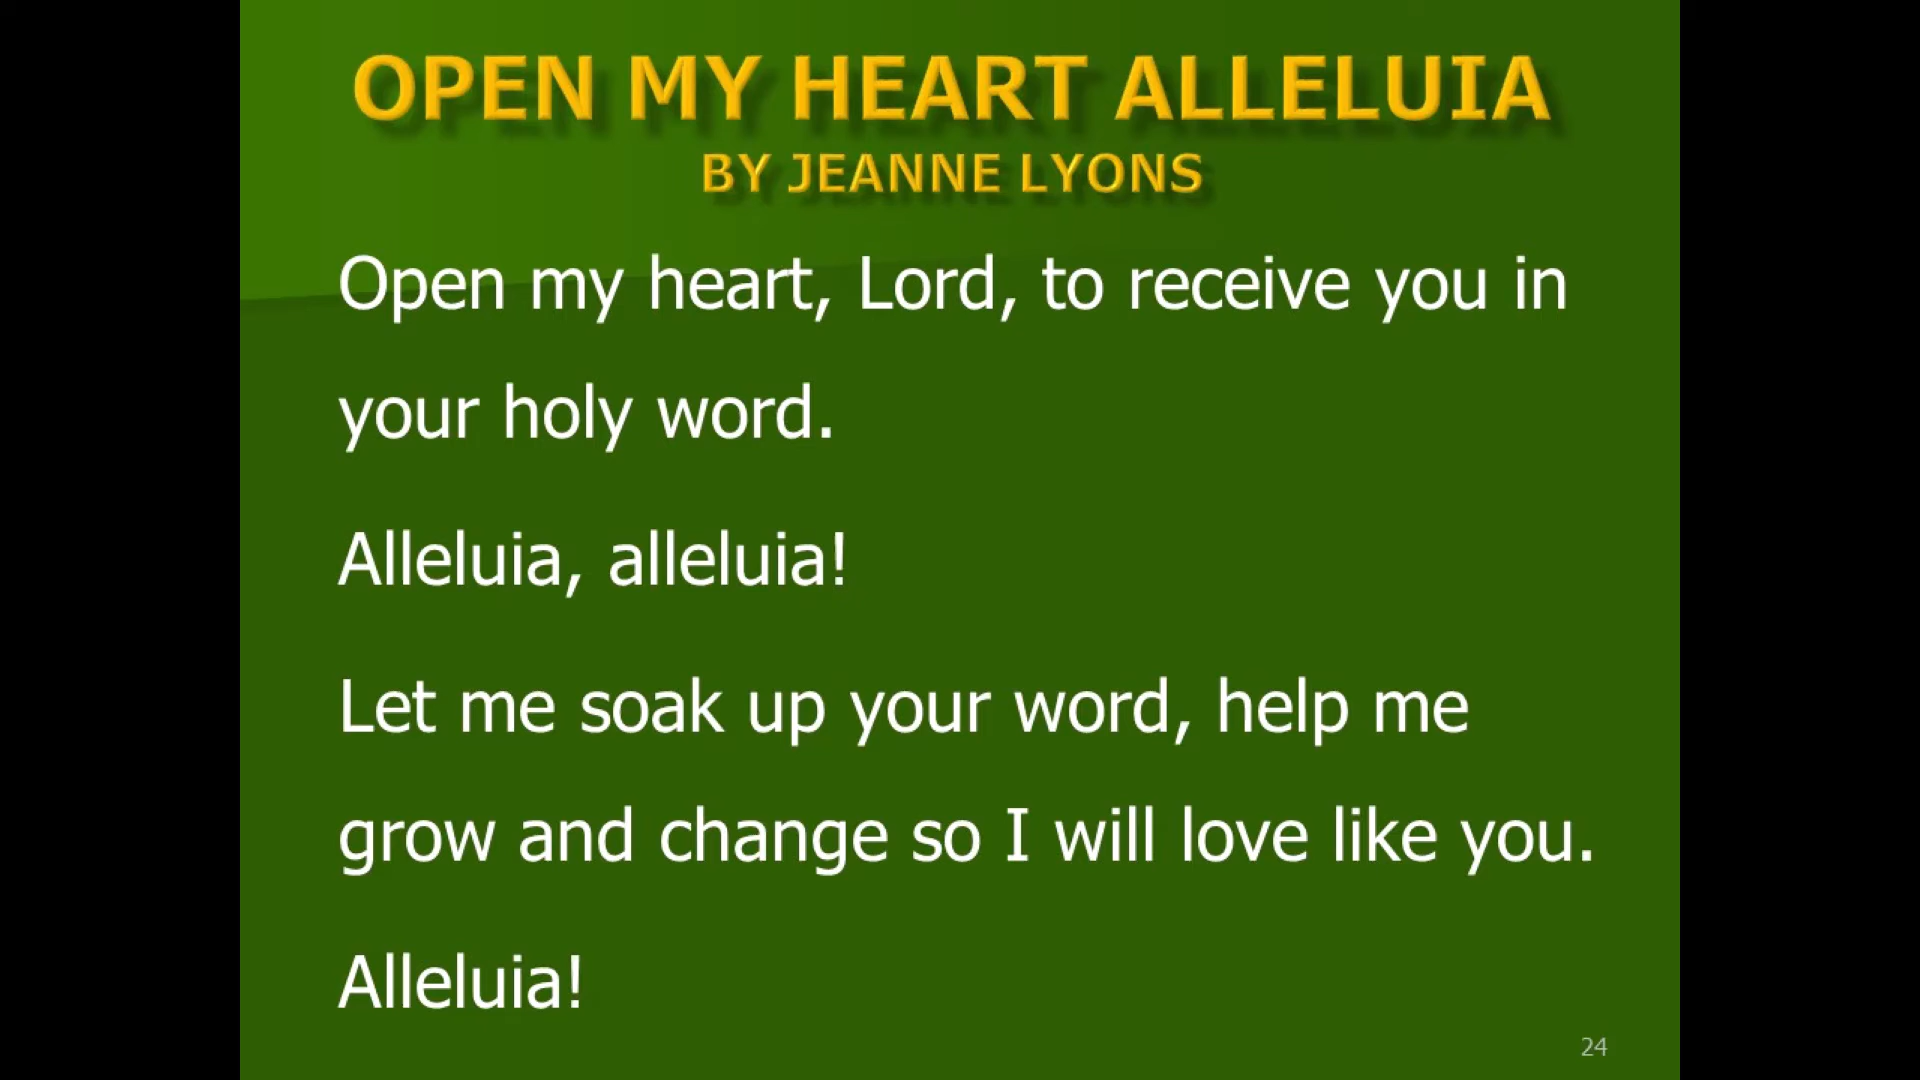 OPEN MY HEART ALLELUIA
BY JEANNE LYONS
Open my heart, Lord, to receive you in
your holy word.
Alleluia, alleluia!
Let me soak up your word, help me
grow and change so I will love like you.
Alleluia!
24